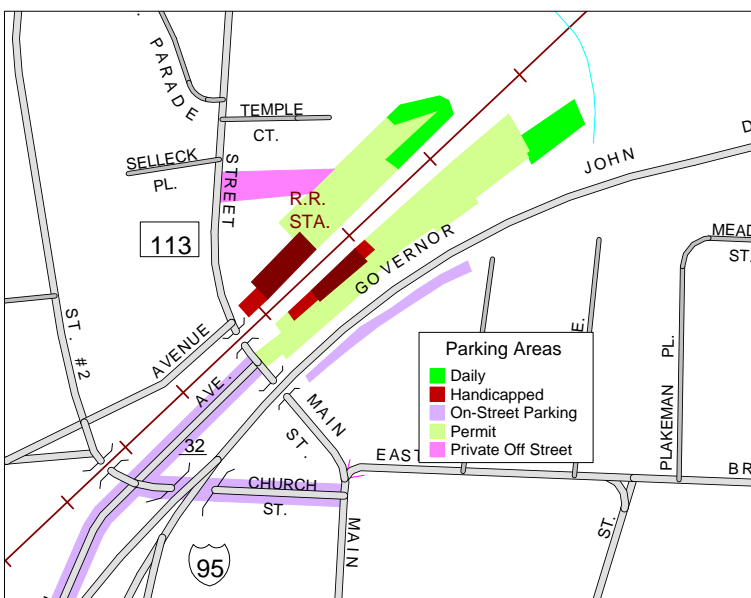 PARADE
TEMPLE
CT.
SELLECK
PL.
STREET
JOHN
D
R.R.
STA.
113
GOVERNOR
MEAD
ST.
ST. #2
AVENUE
AVE.
E.
PL.
PLAKEMAN
Parking Areas
Daily
Handicapped
On-Street Parking
Permit
Private Off Street
MAIN
ST.
32
EAST
BR
CHURCH
ST.
MAIN
ST.
95